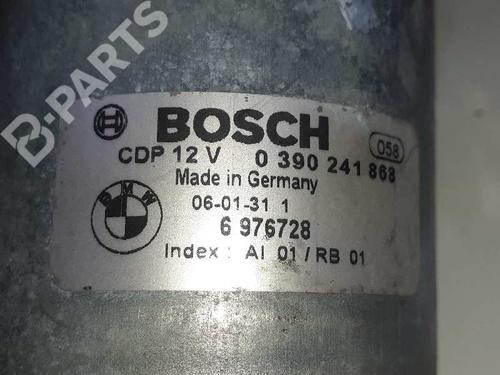 B-PARTS
BOSCH
058
CDP 12 V 0 390 241 868
Made in Germany
06-01-31 1
BMW
6 976728
Index : AI 01 / RB 01